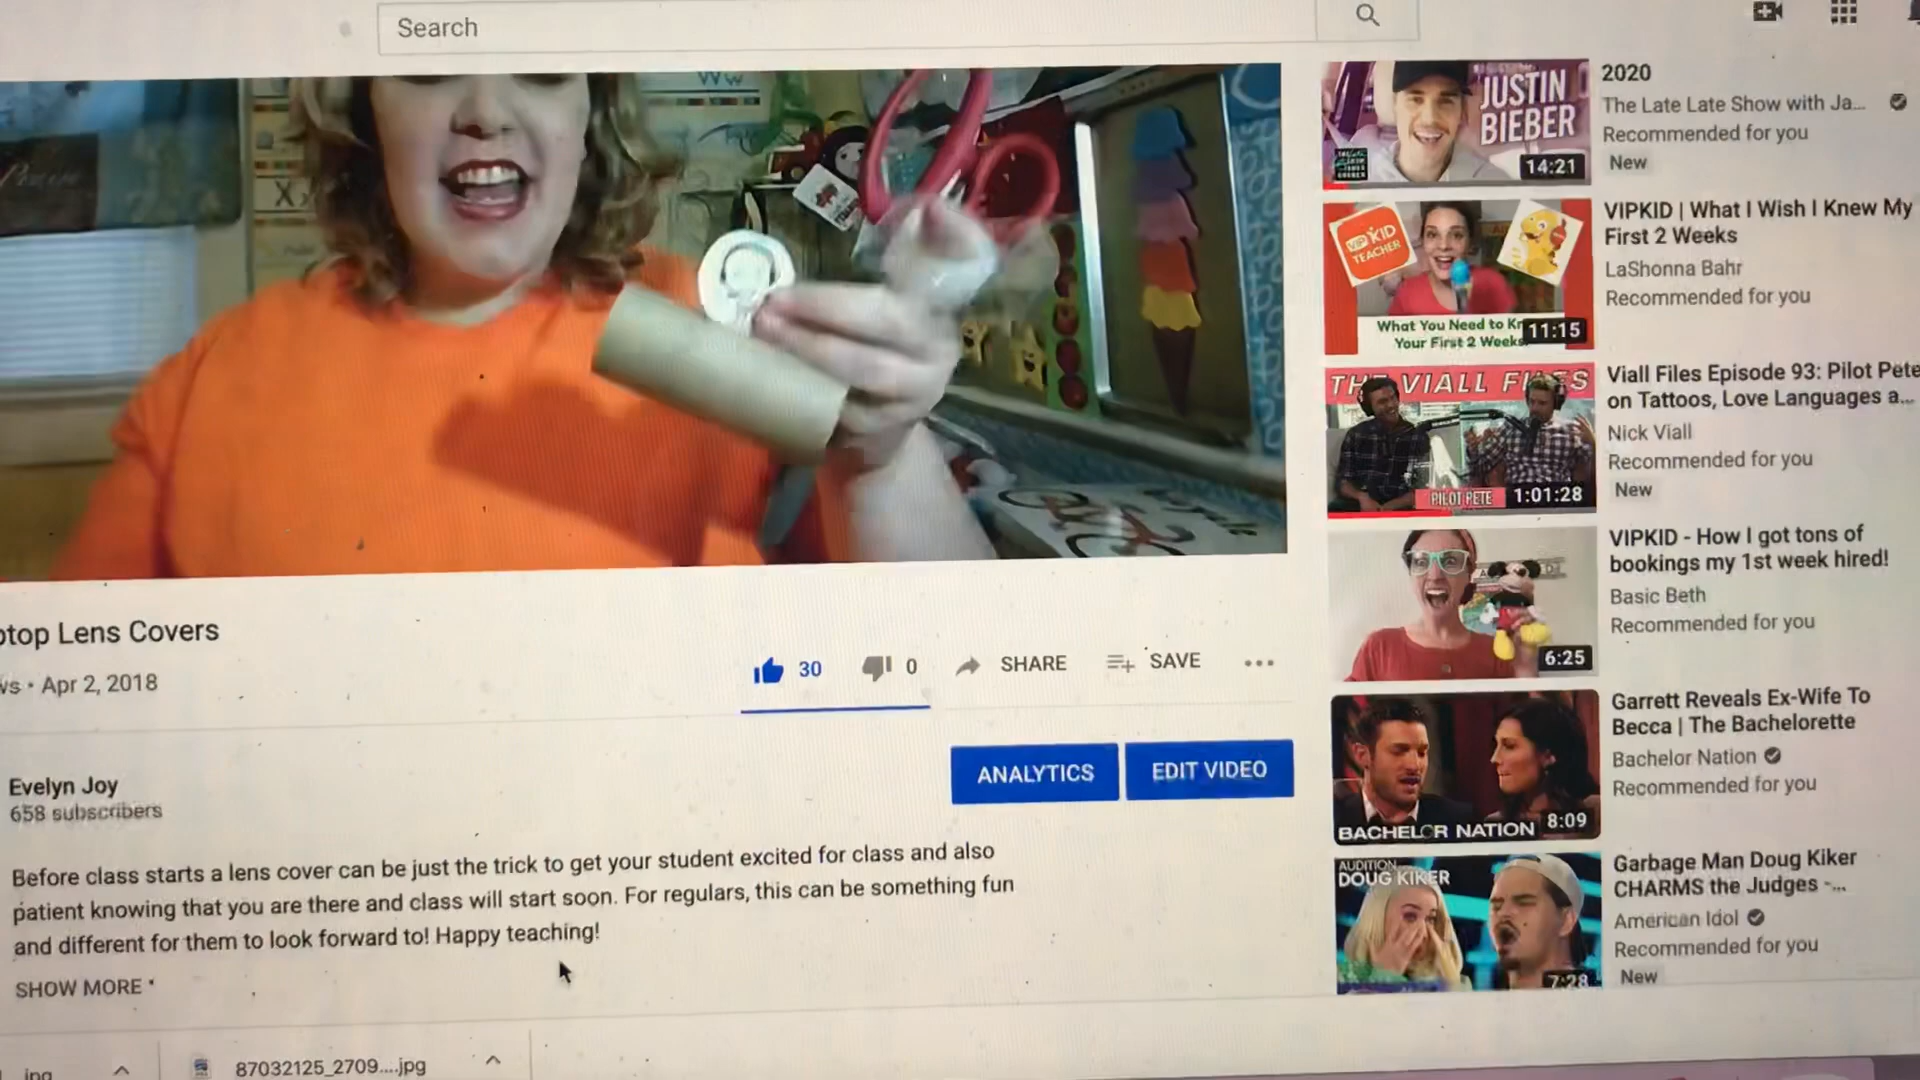 Search
Ww
X
JUSTIN
BIEBER
14:21
2020
The Late Late Show with Ja...
Recommended for you
New
VIPKID
TEACHER
What You Need to Kn
Your First 2 Weeks
11:15
VIPKID | What I Wish I Knew My
First 2 Weeks
LaShonna Bahr
Recommended for you
THE VIALL FILES
PILOT PETE
1:01:28
Viall Files Episode 93: Pilot Pete
on Tattoos, Love Languages a...
Nick Viall
Recommended for you
New
6:25
VIPKID - How I got tons of
bookings my 1st week hired!
Basic Beth
Recommended for you
BACHELOR NATION
8:09
Garrett Reveals Ex-Wife To
Becca | The Bachelorette
Bachelor Nation
Recommended for you
AUDITION
DOUG KIKER
7:28
Garbage Man Doug Kiker
CHARMS the Judges -...
American Idol
Recommended for you
New
ptop Lens Covers
ws • Apr 2, 2018
30
0
SHARE
SAVE
Evelyn Joy
658 subscribers
ANALYTICS
EDIT VIDEO
Before class starts a lens cover can be just the trick to get your student excited for class and also
patient knowing that you are there and class will start soon. For regulars, this can be something fun
and different for them to look forward to! Happy teaching!
SHOW MORE
.jpg
87032125_2709....jpg